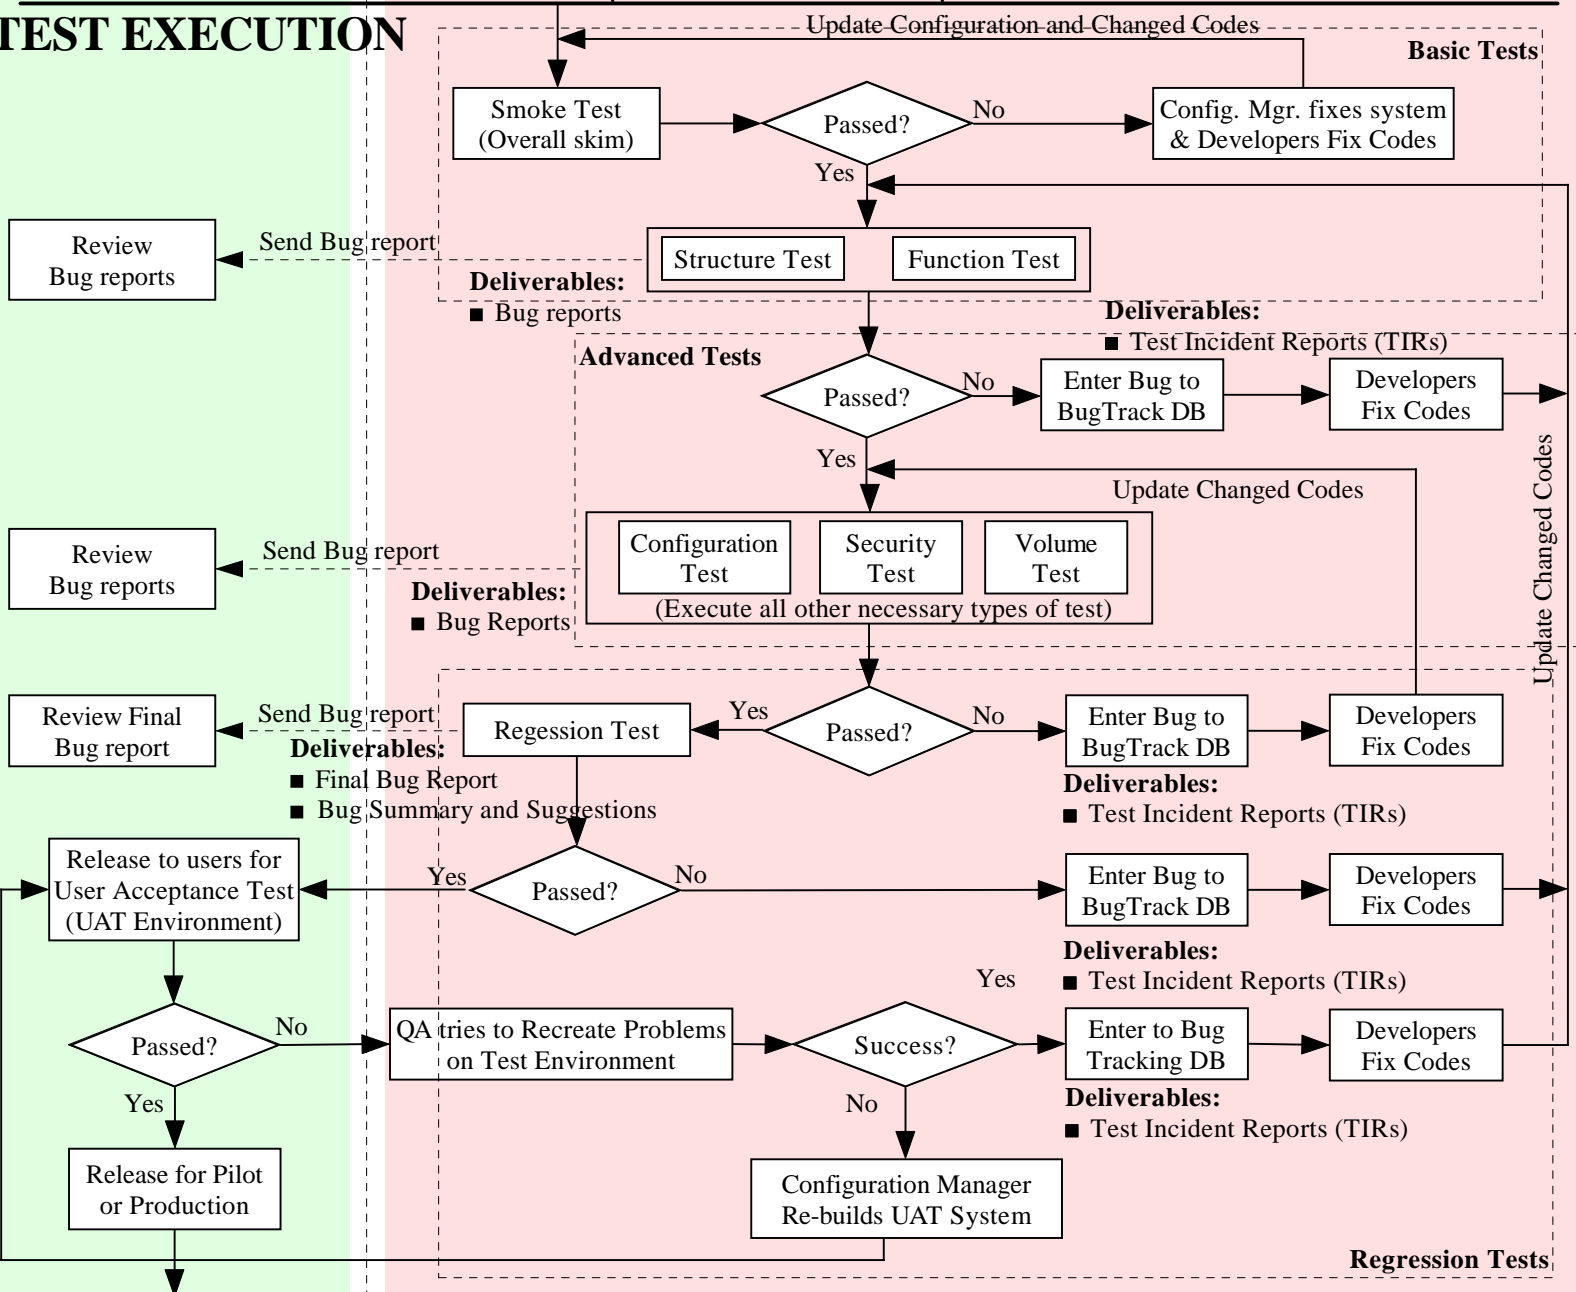 TEST EXECUTION
Update Configuration and Changed Codes
Basic Tests
Smoke Test
(Overall skim)
Passed?
No
Config. Mgr. fixes system
& Developers Fix Codes
Yes
Review
Bug reports
Send Bug report
Structure Test
Function Test
Deliverables:
■ Bug reports
Deliverables:
■ Test Incident Reports (TIRs)
Advanced Tests
Passed?
No
Enter Bug to
BugTrack DB
Developers
Fix Codes
Yes
Update Changed Codes
Update Changed Codes
Review
Bug reports
Send Bug report
Configuration
Test
Security
Test
Volume
Test
(Execute all other necessary types of test)
Deliverables:
■ Bug Reports
Review Final
Bug report
Send Bug report
Regession Test
Yes
Passed?
No
Enter Bug to
BugTrack DB
Developers
Fix Codes
Deliverables:
■ Final Bug Report
■ Bug Summary and Suggestions
Deliverables:
■ Test Incident Reports (TIRs)
Release to users for
User Acceptance Test
(UAT Environment)
Yes
Passed?
No
Enter Bug to
BugTrack DB
Developers
Fix Codes
Deliverables:
■ Test Incident Reports (TIRs)
Passed?
No
QA tries to Recreate Problems
on Test Environment
Success?
Yes
Enter to Bug
Tracking DB
Developers
Fix Codes
Yes
No
Deliverables:
■ Test Incident Reports (TIRs)
Release for Pilot
or Production
Configuration Manager
Re-builds UAT System
Regression Tests